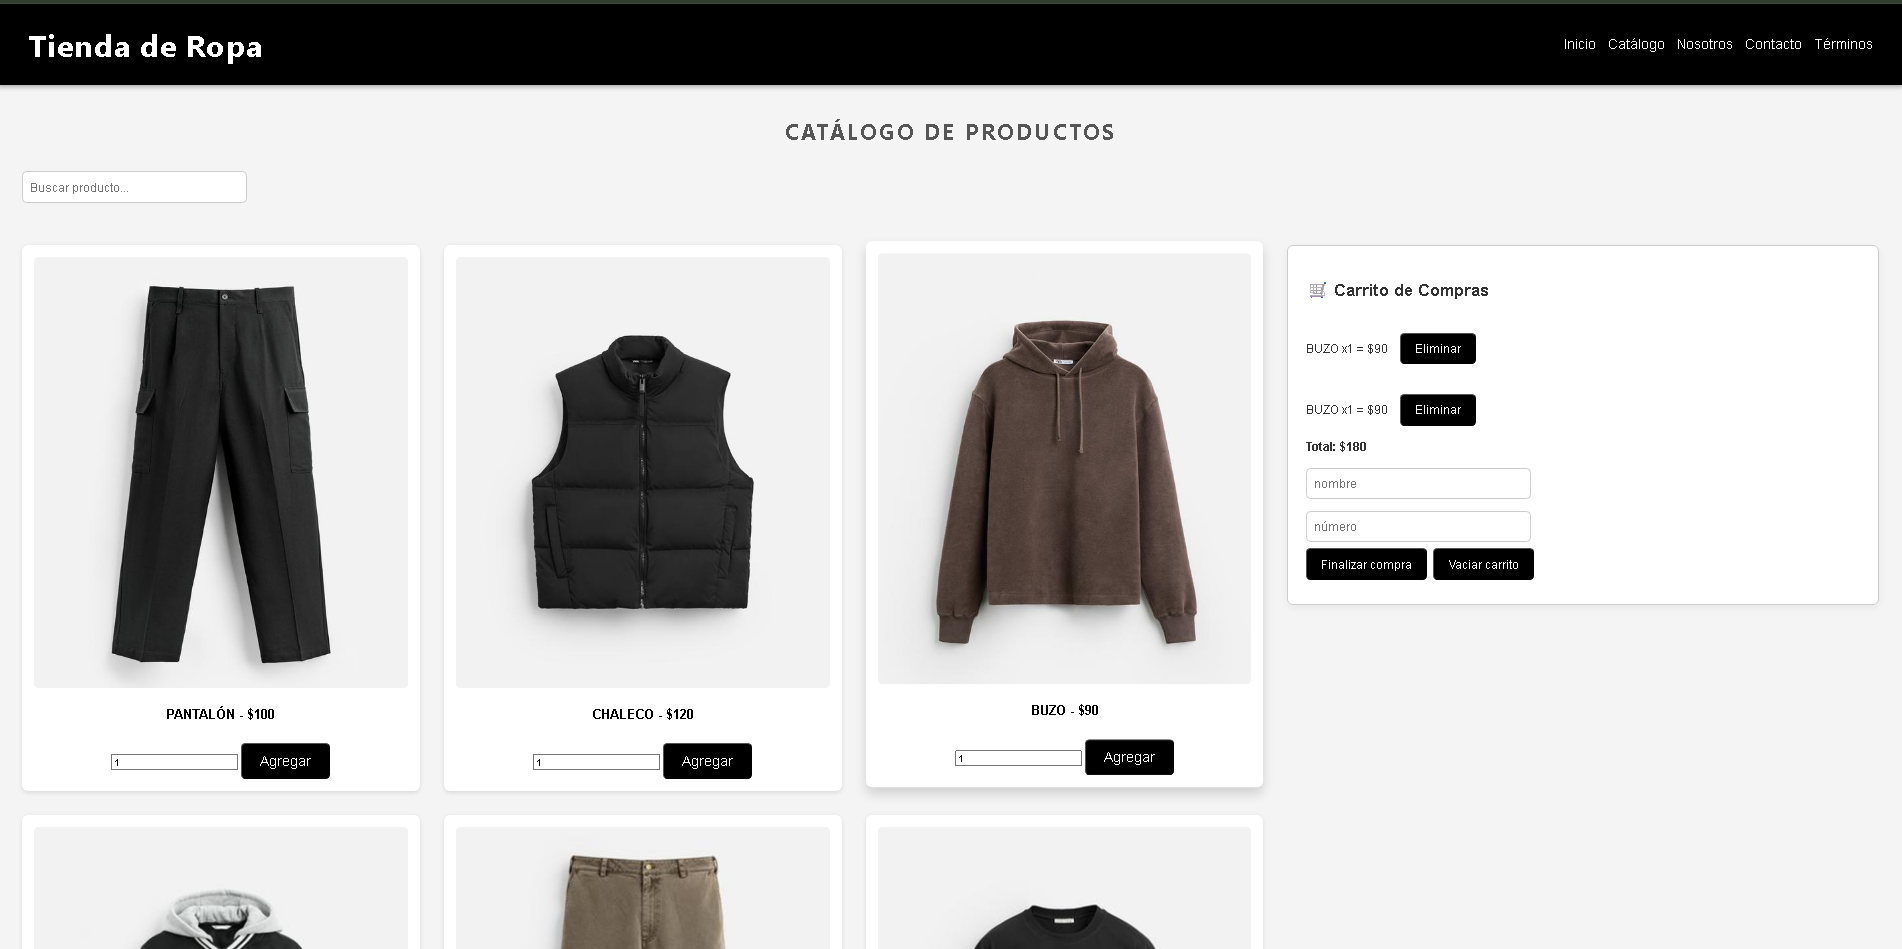 Tienda de Ropa
Inicio Catálogo Nosotros Contacto Términos
CATÁLOGO DE PRODUCTOS
Buscar producto...
PANTALÓN - $100
1 Agregar
CHALECO - $120
1 Agregar
BUZO - $90
1 Agregar
🛒 Carrito de Compras
BUZO x1 = $90 Eliminar
BUZO x1 = $90 Eliminar
Total: $180
nombre
número
Finalizar compra Vaciar carrito